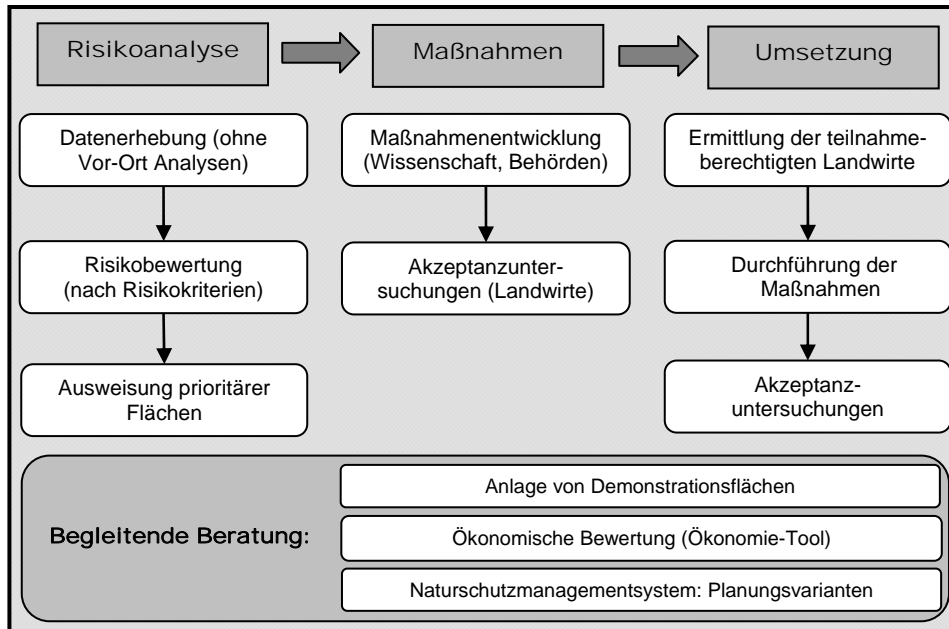 Risikoanalyse
Maßnahmen
Umsetzung
Datenerhebung (ohne
Vor-Ort Analysen)
Risikobewertung
(nach Risikokriterien)
Ausweisung prioritärer
Flächen
Maßnahmenentwicklung
(Wissenschaft, Behörden)
Akzeptanzunter-
suchungen (Landwirte)
Ermittlung der teilnahme-
berechtigten Landwirte
Durchführung der
Maßnahmen
Akzeptanz-
untersuchungen
Begleitende Beratung:
Anlage von Demonstrationsflächen
Ökonomische Bewertung (Ökonomie-Tool)
Naturschutzmanagementsystem: Planungsvarianten